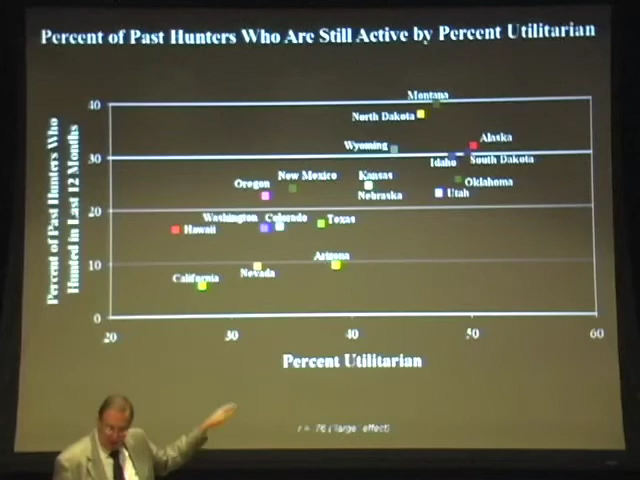 Percent of Past Hunters Who Are Still Active by Percent Utilitarian
Percent of Past Hunters Who
Hunted in Last 12 Months
40
30
20
10
0
Montana
North Dakota
Wyoming
Alaska
Idaho
South Dakota
Oregon
New Mexico
Kansas
Nebraska
Oklahoma
Utah
Washington
Colorado
Texas
Hawaii
Arizona
Nevada
California
20
30
40
50
60
Percent Utilitarian
r = .76 ("large" effect)